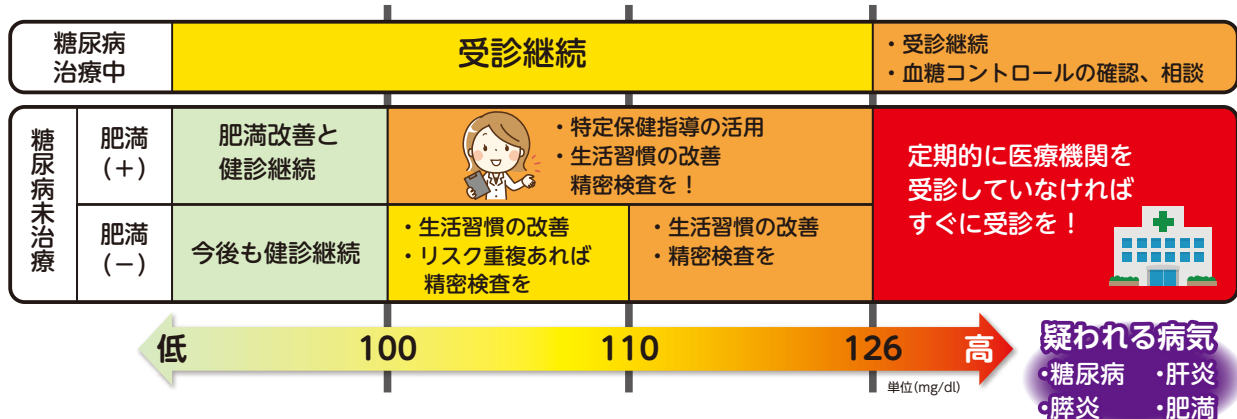 糖尿病
治療中
受診継続
・受診継続
・血糖コントロールの確認、相談
糖尿病未治療
肥満
(+)
肥満改善と
健診継続
・特定保健指導の活用
・生活習慣の改善
精密検査を！
定期的に医療機関を
受診していなければ
すぐに受診を！
肥満
(－)
今後も健診継続
・生活習慣の改善
・リスク重複あれば
精密検査を
・生活習慣の改善
・精密検査を
低 100 110 126 高
単位(mg/dl)
疑われる病気
・糖尿病 ・肝炎
・膵炎 ・肥満